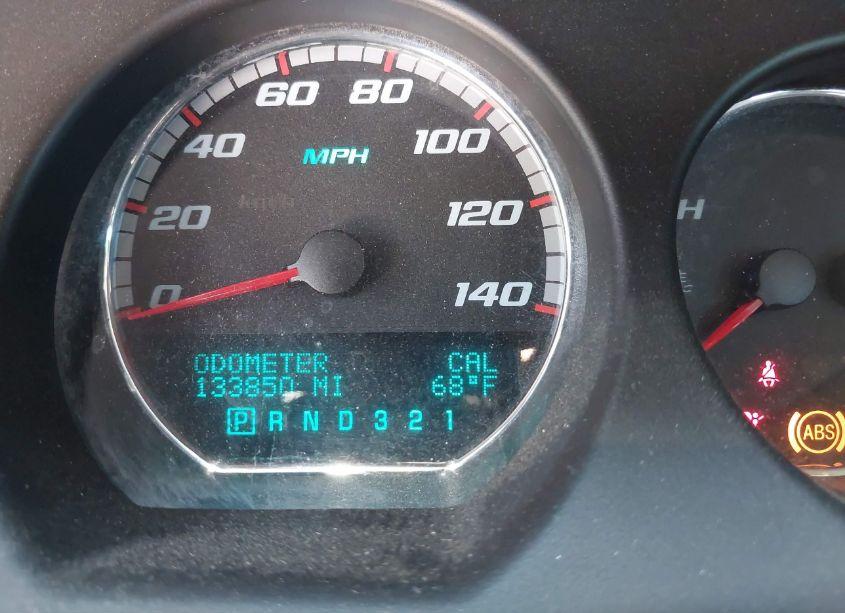 60 80
40 100
MPH
20 120
H
0 140
ODOMETER CAL
133850 MI 68°F
P R N D 3 2 1
ABS